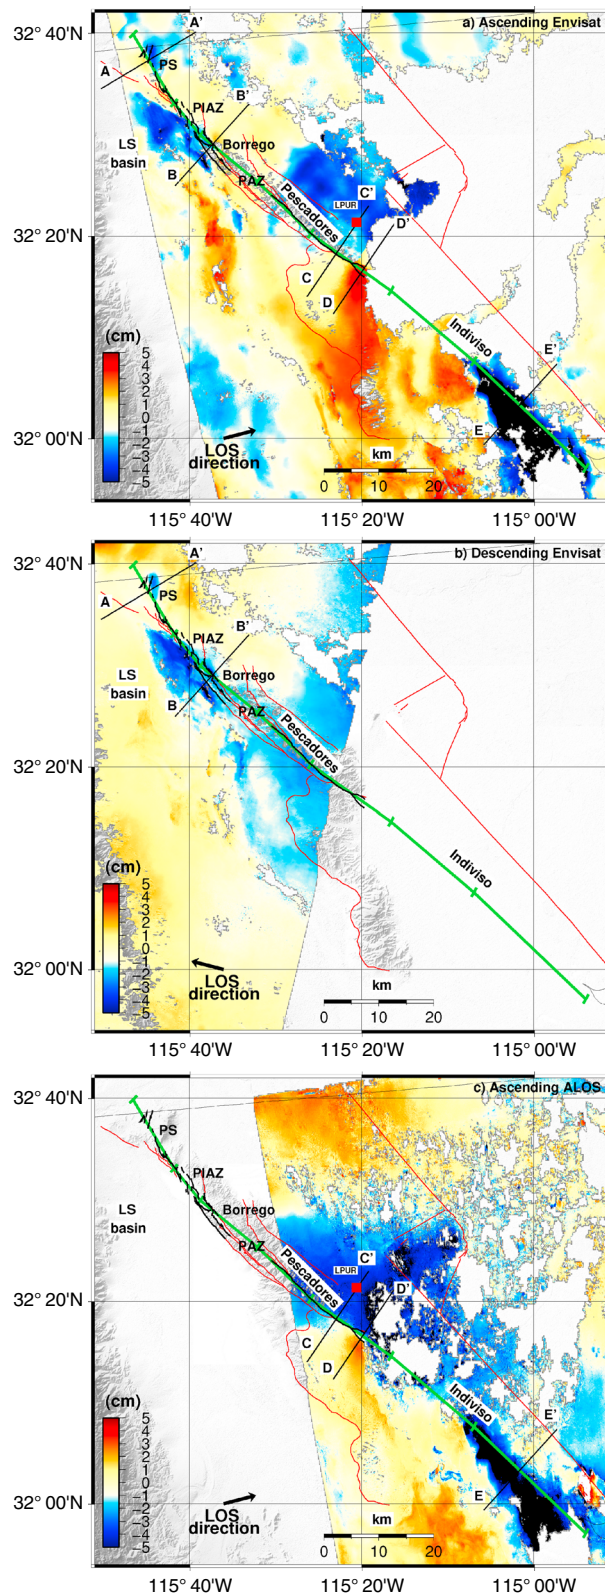 32° 40'N
A'
a) Ascending Envisat
A
PS
PIAZ
B'
LS
basin
Borrego
B
PAZ
Pescadores
LPUR
C'
D'
32° 20'N
C
D
(cm)
5
4
3
2
1
0
−1
−2
−3
−4
−5
Indiviso
E'
E
32° 00'N
LOS
direction
km
0 10 20
115° 40'W 115° 20'W 115° 00'W
32° 40'N
A'
b) Descending Envisat
A
PS
PIAZ
B'
LS
basin
Borrego
B
PAZ
Pescadores
32° 20'N
(cm)
5
4
3
2
1
0
−1
−2
−3
−4
−5
Indiviso
32° 00'N
LOS
direction
km
0 10 20
115° 40'W 115° 20'W 115° 00'W
32° 40'N
c) Ascending ALOS
PS
PIAZ
LS
basin
Borrego
PAZ
Pescadores
LPUR
C'
D'
32° 20'N
C
D
(cm)
5
4
3
2
1
0
−1
−2
−3
−4
−5
Indiviso
E'
E
32° 00'N
LOS
direction
km
0 10 20
115° 40'W 115° 20'W 115° 00'W